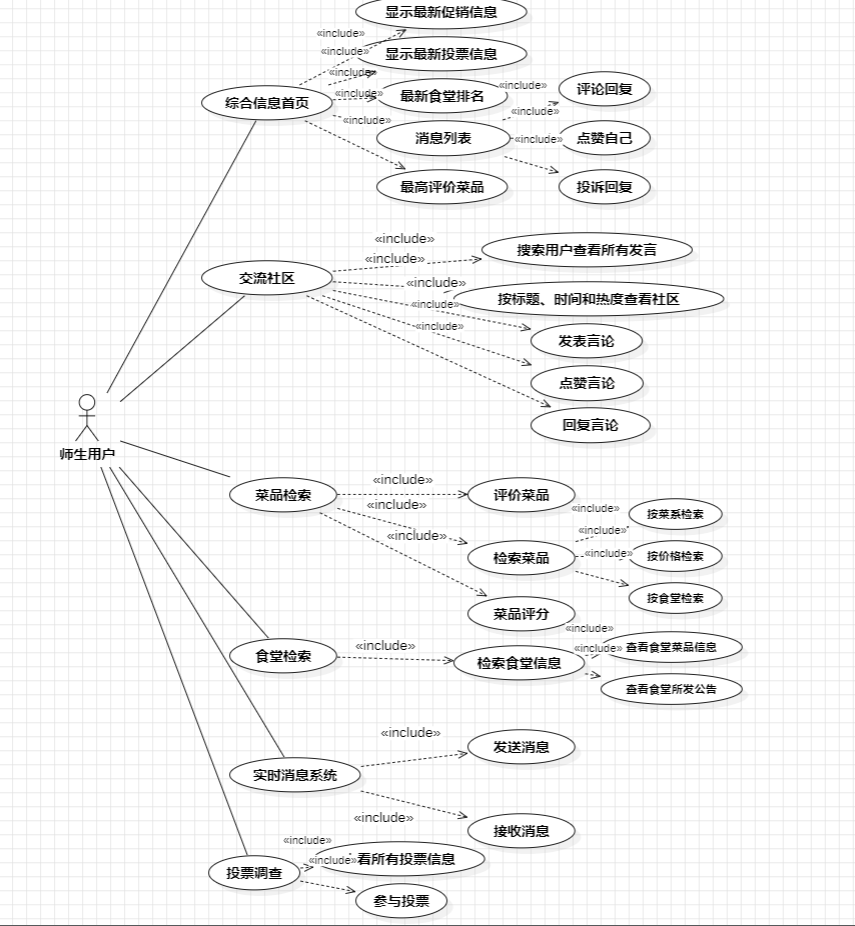 显示最新促销信息
«include»
«include»
显示最新投票信息
«include»
综合信息首页
«include»
最新食堂排名
«include»
评论回复
«include»
«include»
消息列表
«include»
点赞自己
最高评价菜品
投诉回复
«include»
«include»
搜索用户查看所有发言
交流社区
«include»
按标题、时间和热度查看社区
«include»
«include»
发表言论
点赞言论
回复言论
师生用户
菜品检索
«include»
评价菜品
«include»
«include»
按菜系检索
«include»
«include»
检索菜品
«include»
按价格检索
按食堂检索
菜品评分
«include»
食堂检索
«include»
检索食堂信息
«include»
查看食堂菜品信息
查看食堂所发公告
«include»
发送消息
实时消息系统
«include»
接收消息
«include»
投票调查
«include»
看所有投票信息
参与投票